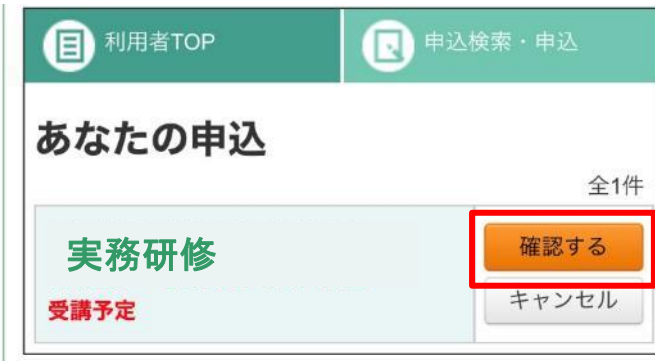 利用者TOP
申込検索・申込
あなたの申込
全1件
実務研修
確認する
受講予定
キャンセル